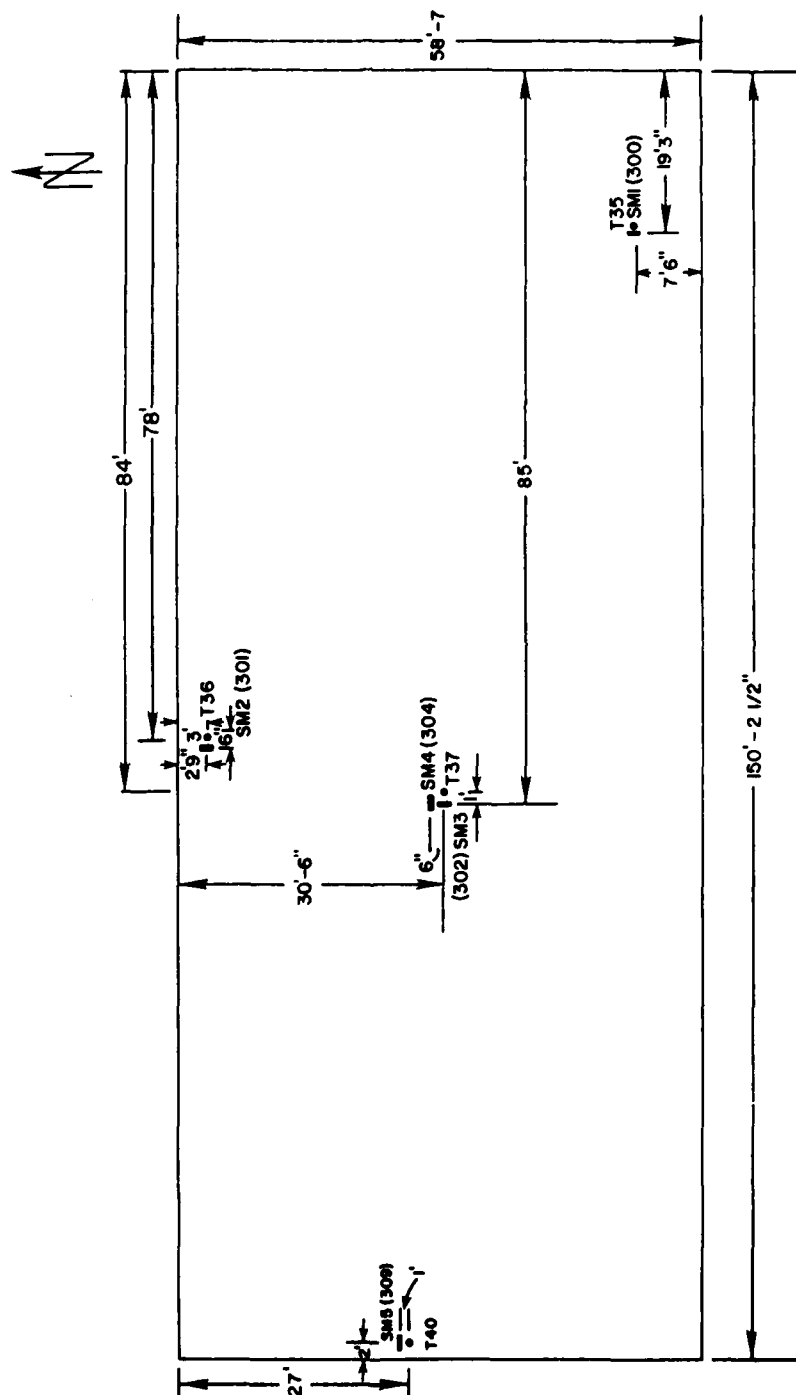 N
58'-7
84'
78'
19'3"
T35
SM1 (300)
7'6"
85'
2'9"
3'
T36
SM2 (301)
SM4 (304)
T37
6"
(302) SM3
1'
30'-6"
150'-2 1/2"
SM5 (309)
1'
2'
T40
27'